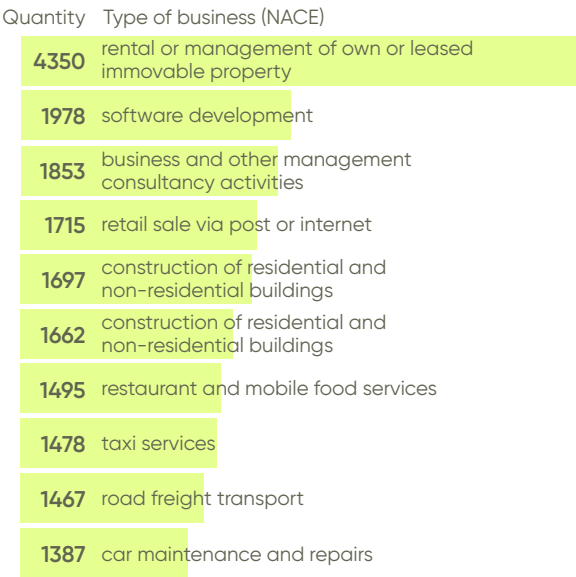 Quantity Type of business (NACE)
4350 rental or management of own or leased
immovable property
1978 software development
1853 business and other management
consultancy activities
1715 retail sale via post or internet
1697 construction of residential and
non-residential buildings
1662 construction of residential and
non-residential buildings
1495 restaurant and mobile food services
1478 taxi services
1467 road freight transport
1387 car maintenance and repairs